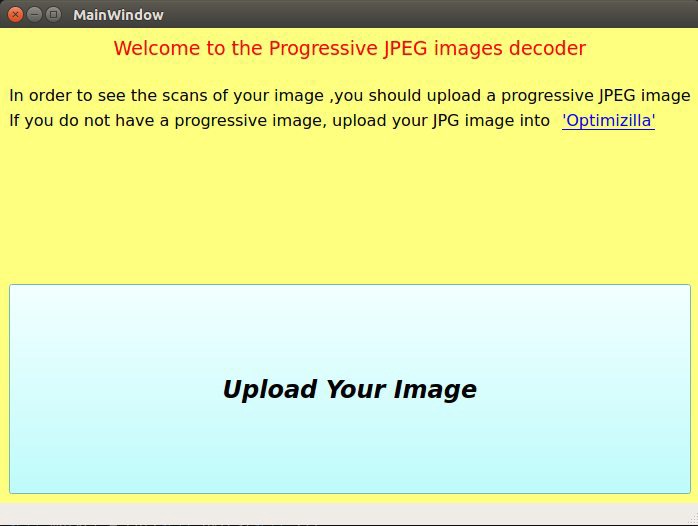 MainWindow
Welcome to the Progressive JPEG images decoder
In order to see the scans of your image ,you should upload a progressive JPEG image
If you do not have a progressive image, upload your JPG image into 'Optimizilla'
Upload Your Image